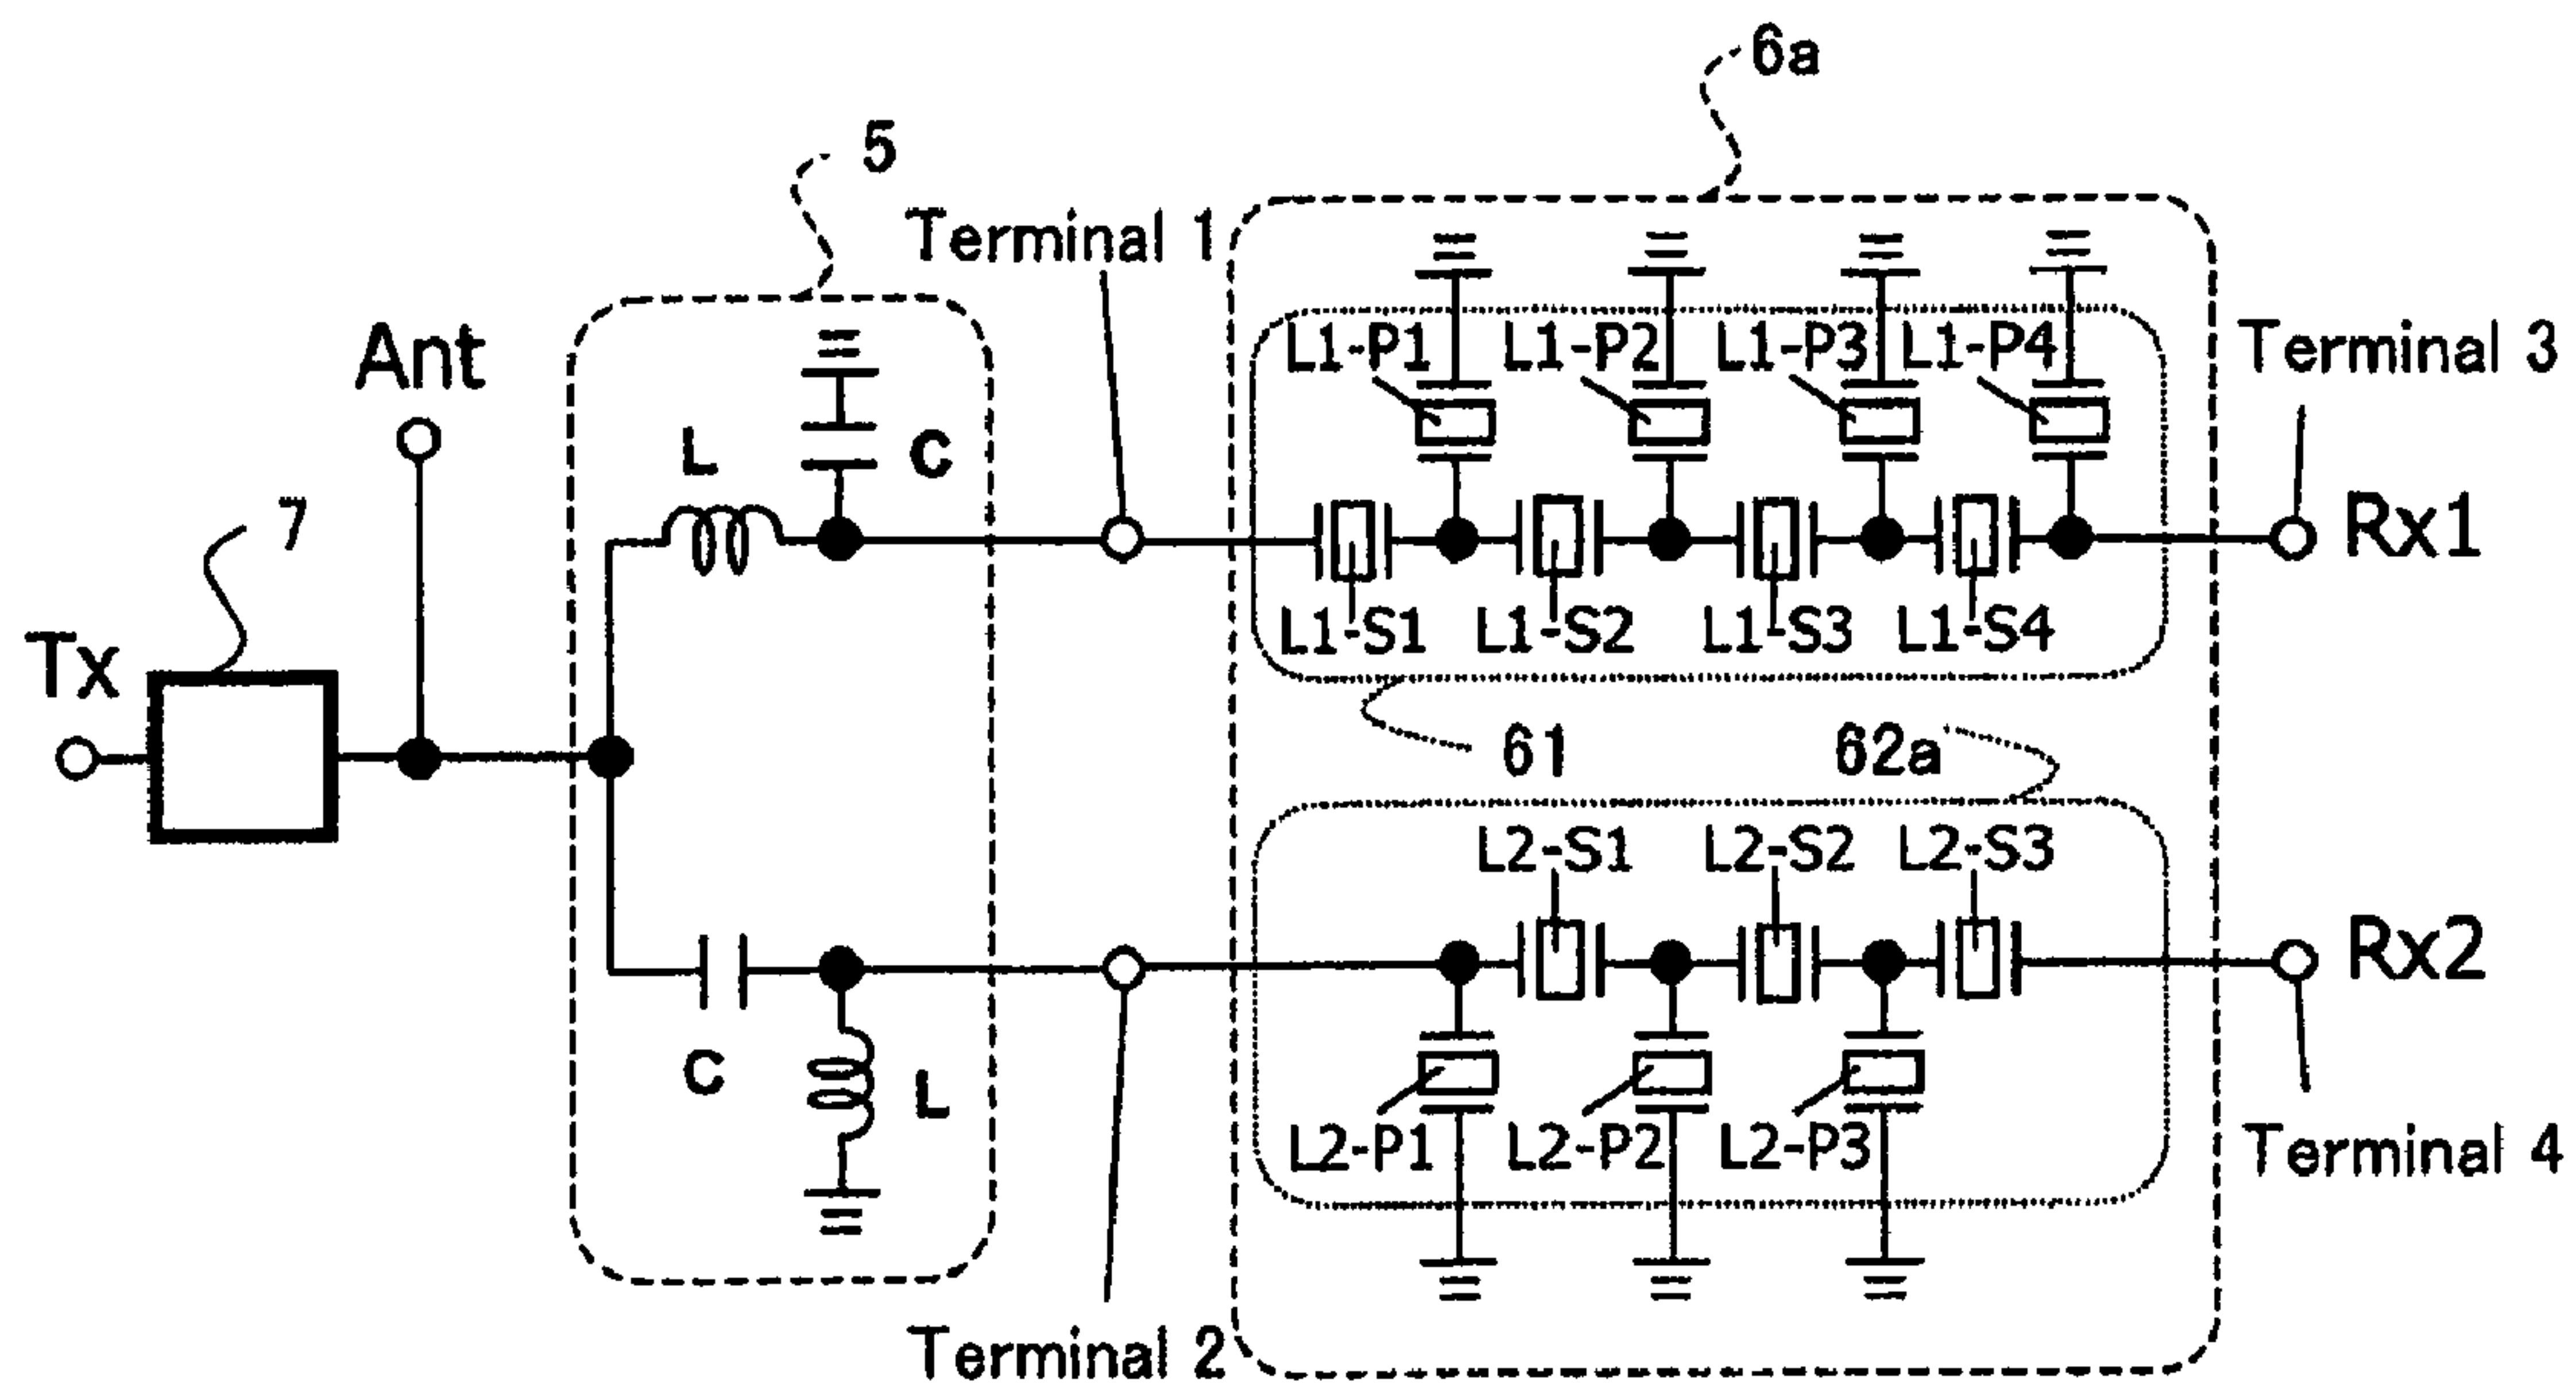 6a
5
Terminal 1
Ant
L
C
L1-P1 L1-P2 L1-P3 L1-P4
Terminal 3
7
Tx
Rx1
L1-S1 L1-S2 L1-S3 L1-S4
61
62a
L2-S1 L2-S2 L2-S3
Rx2
C
L
L2-P1 L2-P2 L2-P3
Terminal 4
Terminal 2